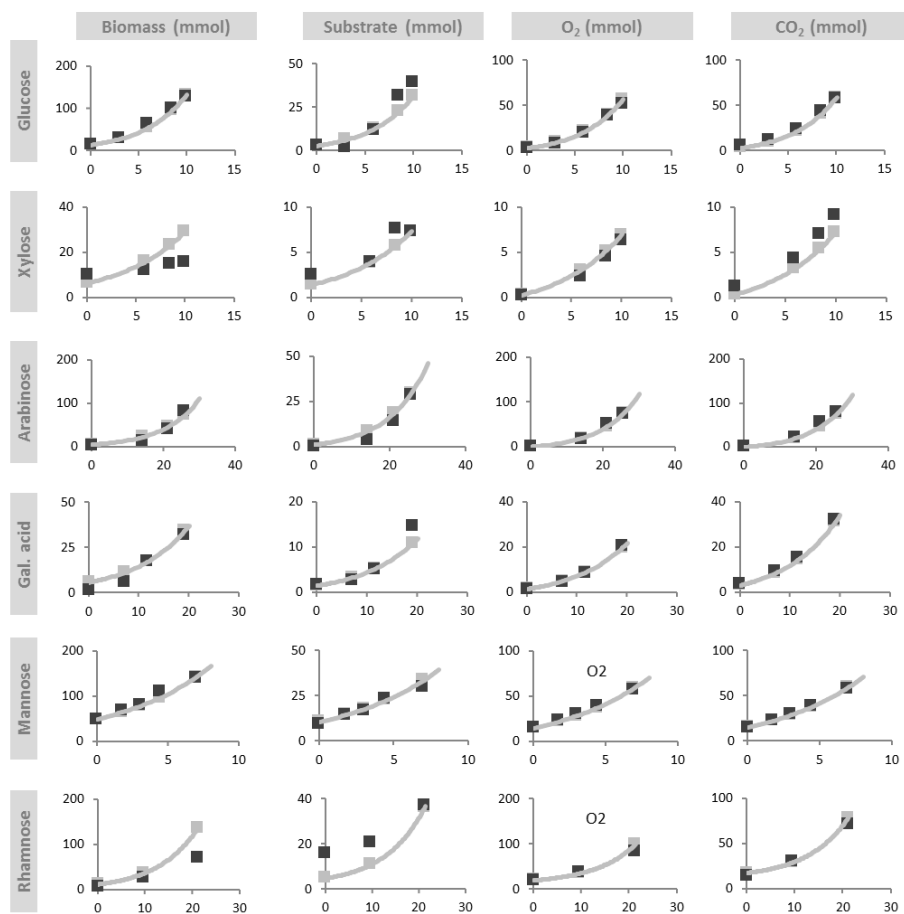 Biomass (mmol) Substrate (mmol) O₂ (mmol) CO₂ (mmol)
Glucose
200 50 100 100
150
100 25 50 50
50
0 0 0 0
0 5 10 15 0 5 10 15 0 5 10 15 0 5 10 15
Xylose
40 10 10 10
20 5 5 5
0 0 0 0
0 5 10 15 0 5 10 15 0 5 10 15 0 5 10 15
Arabinose
200 50 200 200
100 25 100 100
0 0 0 0
0 20 40 0 20 40 0 20 40 0 20 40
Gal. acid
50 20 40 40
25 10 20 20
0 0 0 0
0 10 20 30 0 10 20 30 0 10 20 30 0 10 20 30
Mannose
200 50 100 100
O2
100 25 50 50
0 0 0 0
0 5 10 0 5 10 0 5 10 0 5 10
Rhamnose
200 40 200 100
O2
100 20 100 50
0 0 0 0
0 10 20 30 0 10 20 30 0 10 20 30 0 10 20 30